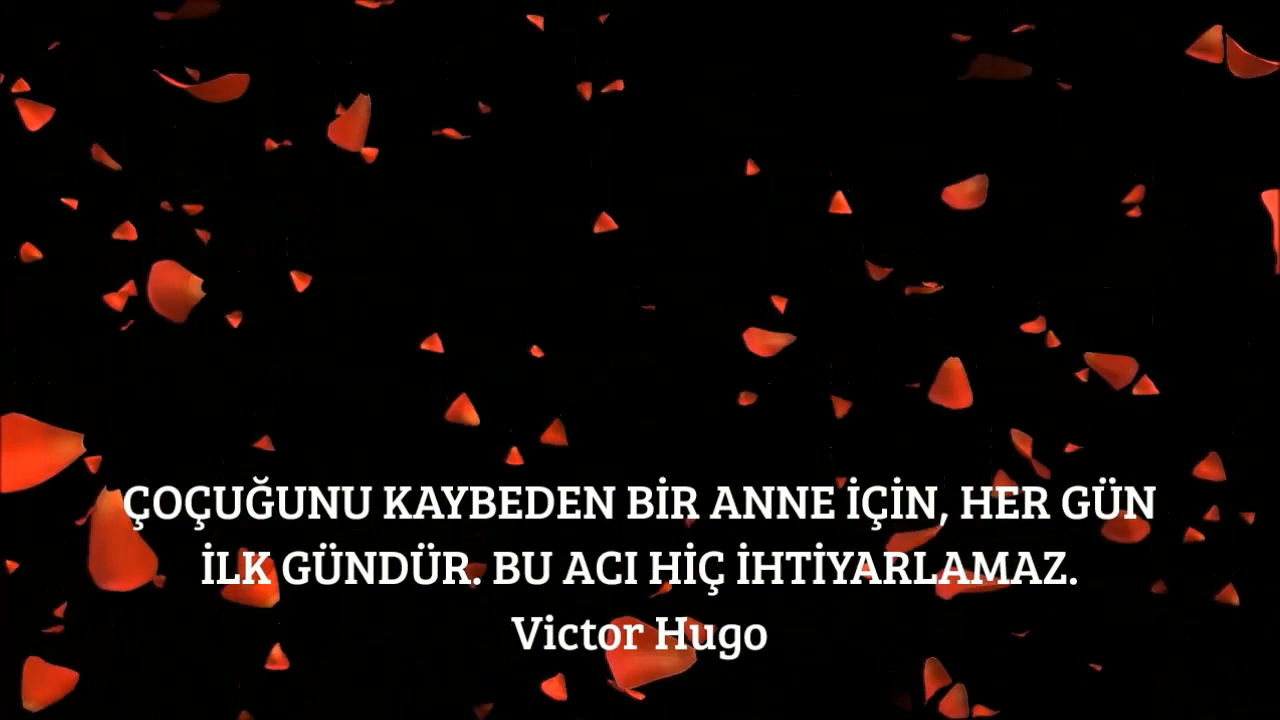 ÇOÇUĞUNU KAYBEDEN BİR ANNE İÇİN, HER GÜN
İLK GÜNDÜR. BU ACI HİÇ İHTİYARLAMAZ.
Victor Hugo